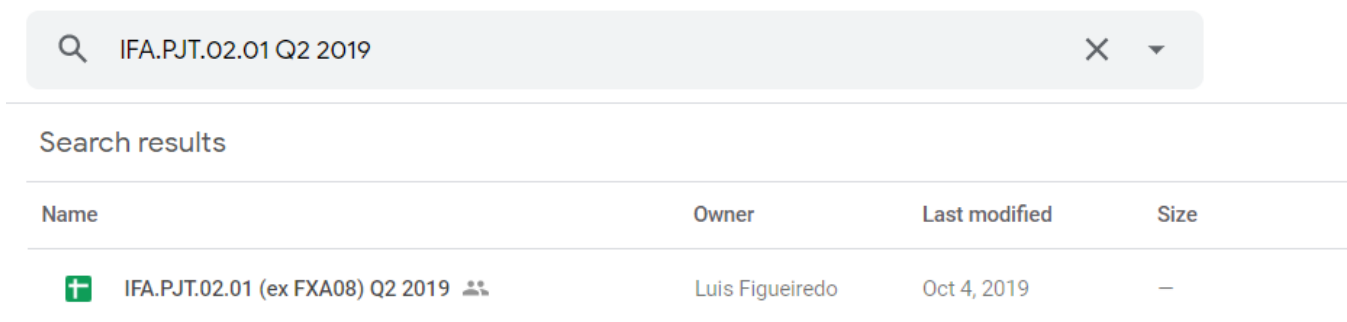 IFA.PJT.02.01 Q2 2019
Search results
Name Owner Last modified Size
IFA.PJT.02.01 (ex FXA08) Q2 2019 Luis Figueiredo Oct 4, 2019 —